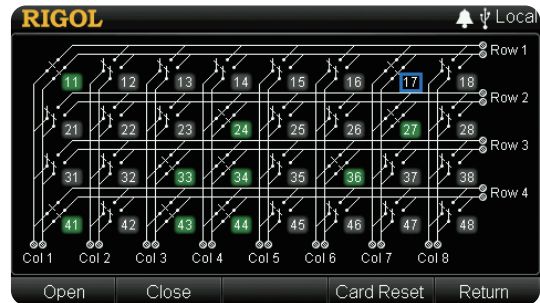 RIGOL Local
Row 1
11 12 13 14 15 16 17 18
Row 2
21 22 23 24 25 26 27 28
Row 3
31 32 33 34 35 36 37 38
Row 4
41 42 43 44 45 46 47 48
Col 1 Col 2 Col 3 Col 4 Col 5 Col 6 Col 7 Col 8
Open Close Card Reset Return